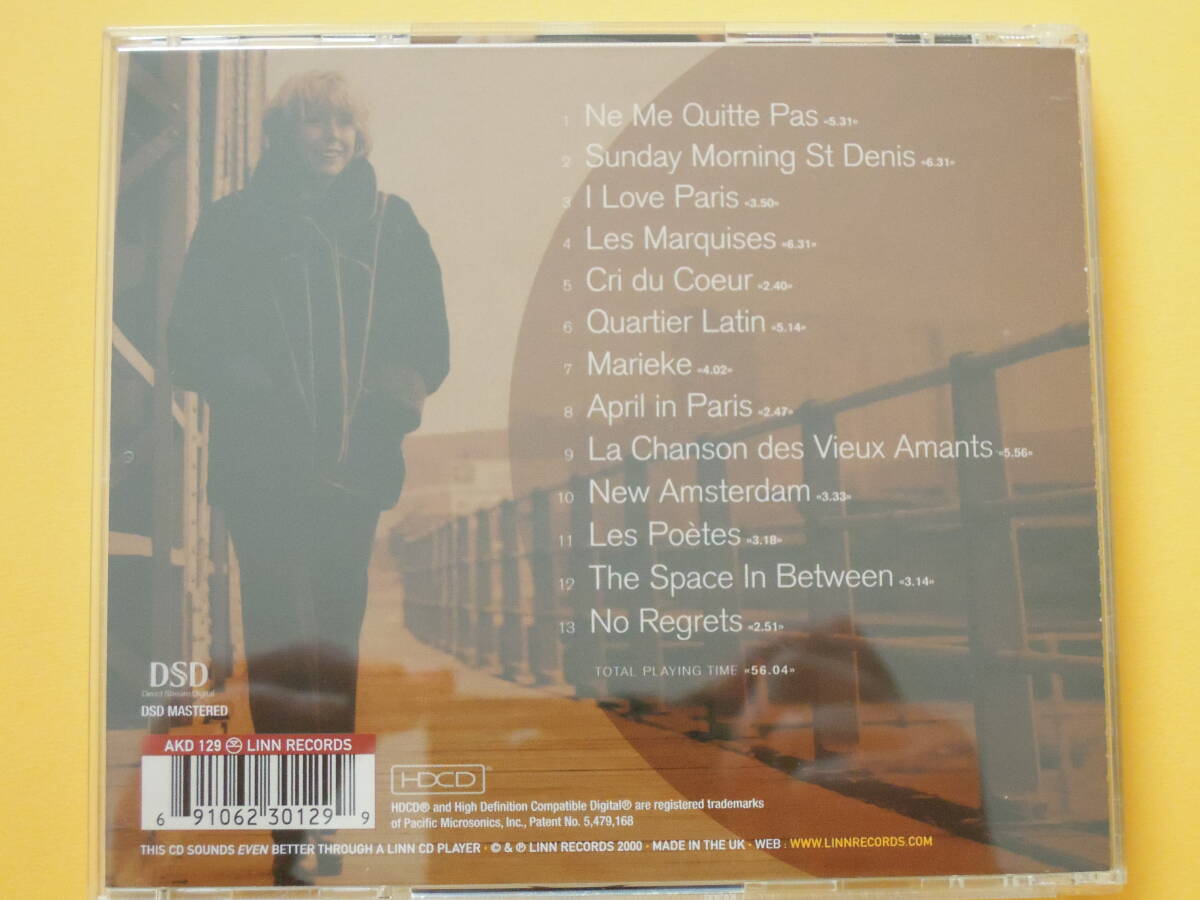 1 Ne Me Quitte Pas «5.31»
2 Sunday Morning St Denis «6.31»
3 I Love Paris «3.50»
4 Les Marquises «6.31»
5 Cri du Coeur «2.40»
6 Quartier Latin «5.14»
7 Marieke «4.02»
8 April in Paris «2.47»
9 La Chanson des Vieux Amants «5.56»
10 New Amsterdam «3.33»
11 Les Poètes «3.18»
12 The Space In Between «3.14»
13 No Regrets «2.51»
TOTAL PLAYING TIME «56.04»
DSD
Direct Stream Digital
DSD MASTERED
AKD 129 LINN RECORDS
6 91062 30129 9
HDCD®
HDCD® and High Definition Compatible Digital® are registered trademarks
of Pacific Microsonics, Inc., Patent No. 5,479,168
THIS CD SOUNDS EVEN BETTER THROUGH A LINN CD PLAYER · © & ℗ LINN RECORDS 2000 · MADE IN THE UK · WEB : WWW.LINNRECORDS.COM